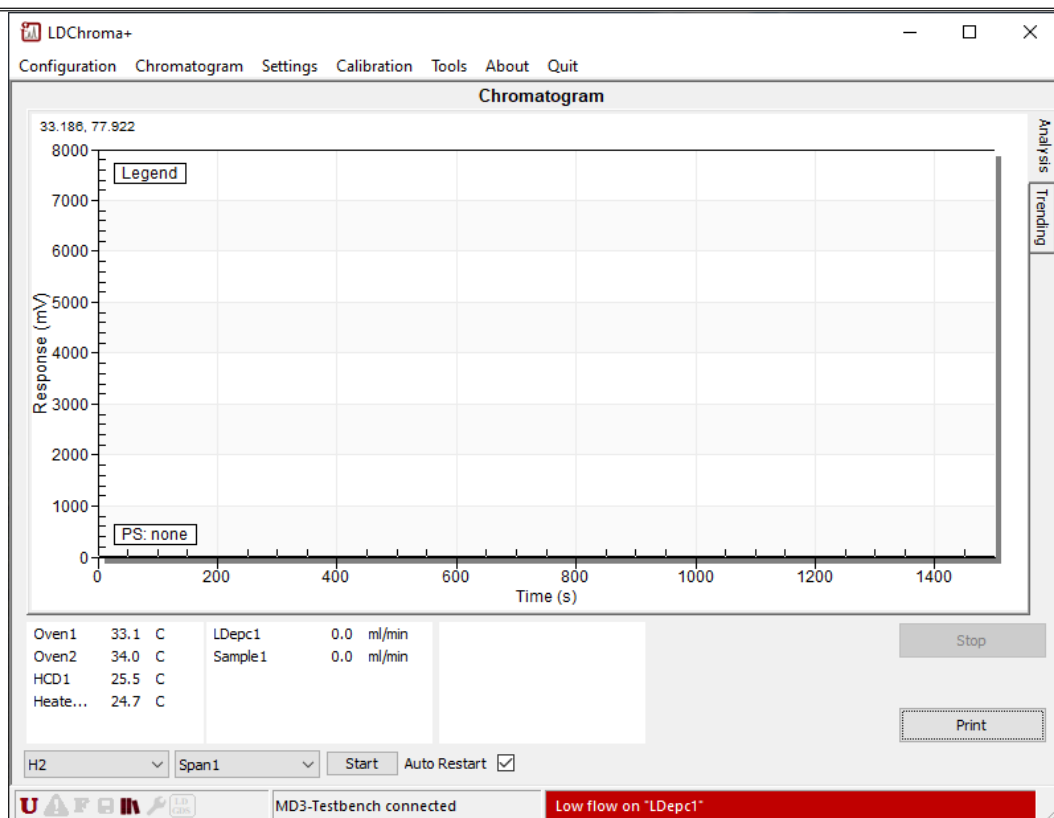 LDChroma+
Configuration Chromatogram Settings Calibration Tools About Quit
Chromatogram
33.186, 77.922
Analysis
Trending
Legend
PS: none
8000
7000
6000
5000
4000
3000
2000
1000
0
Response (mV)
0 200 400 600 800 1000 1200 1400
Time (s)
Oven1 33.1 C
Oven2 34.0 C
HCD1 25.5 C
Heate... 24.7 C
LDepc1 0.0 ml/min
Sample1 0.0 ml/min
Stop
Print
H2 Span1 Start Auto Restart
U F LD GDS MD3-Testbench connected Low flow on "LDepc1"